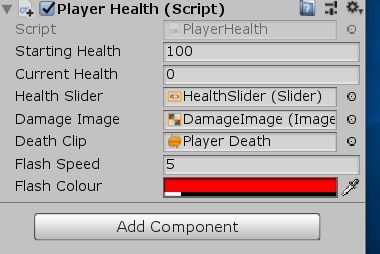 Player Health (Script)
Script PlayerHealth
Starting Health 100
Current Health 0
Health Slider HealthSlider (Slider)
Damage Image DamageImage (Image
Death Clip Player Death
Flash Speed 5
Flash Colour
Add Component